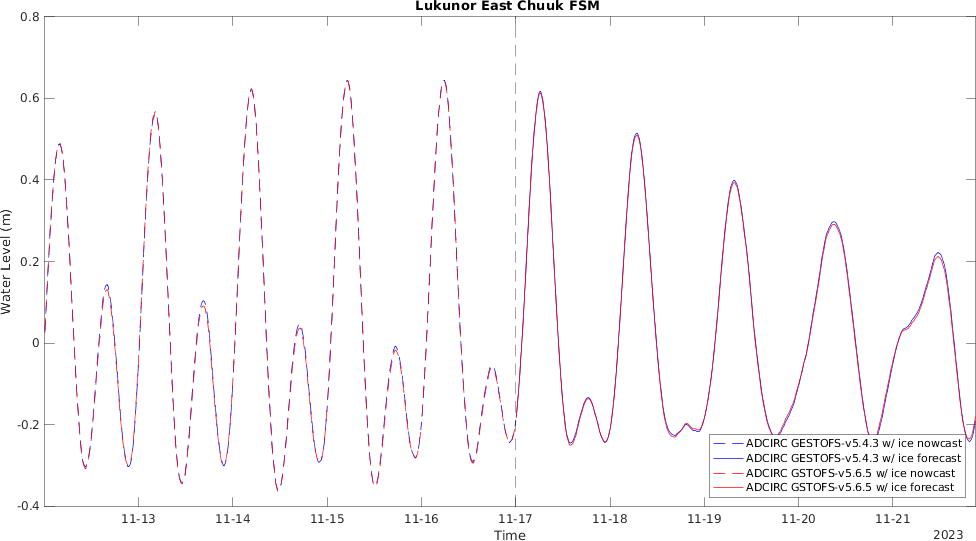 Lukunor East Chuuk FSM
0.8
0.6
0.4
0.2
0
-0.2
-0.4
Water Level (m)
11-13
11-14
11-15
11-16
11-17
11-18
11-19
11-20
11-21
Time
2023
ADCIRC GESTOFS-v5.4.3 w/ ice nowcast
ADCIRC GESTOFS-v5.4.3 w/ ice forecast
ADCIRC GSTOFS-v5.6.5 w/ ice nowcast
ADCIRC GSTOFS-v5.6.5 w/ ice forecast